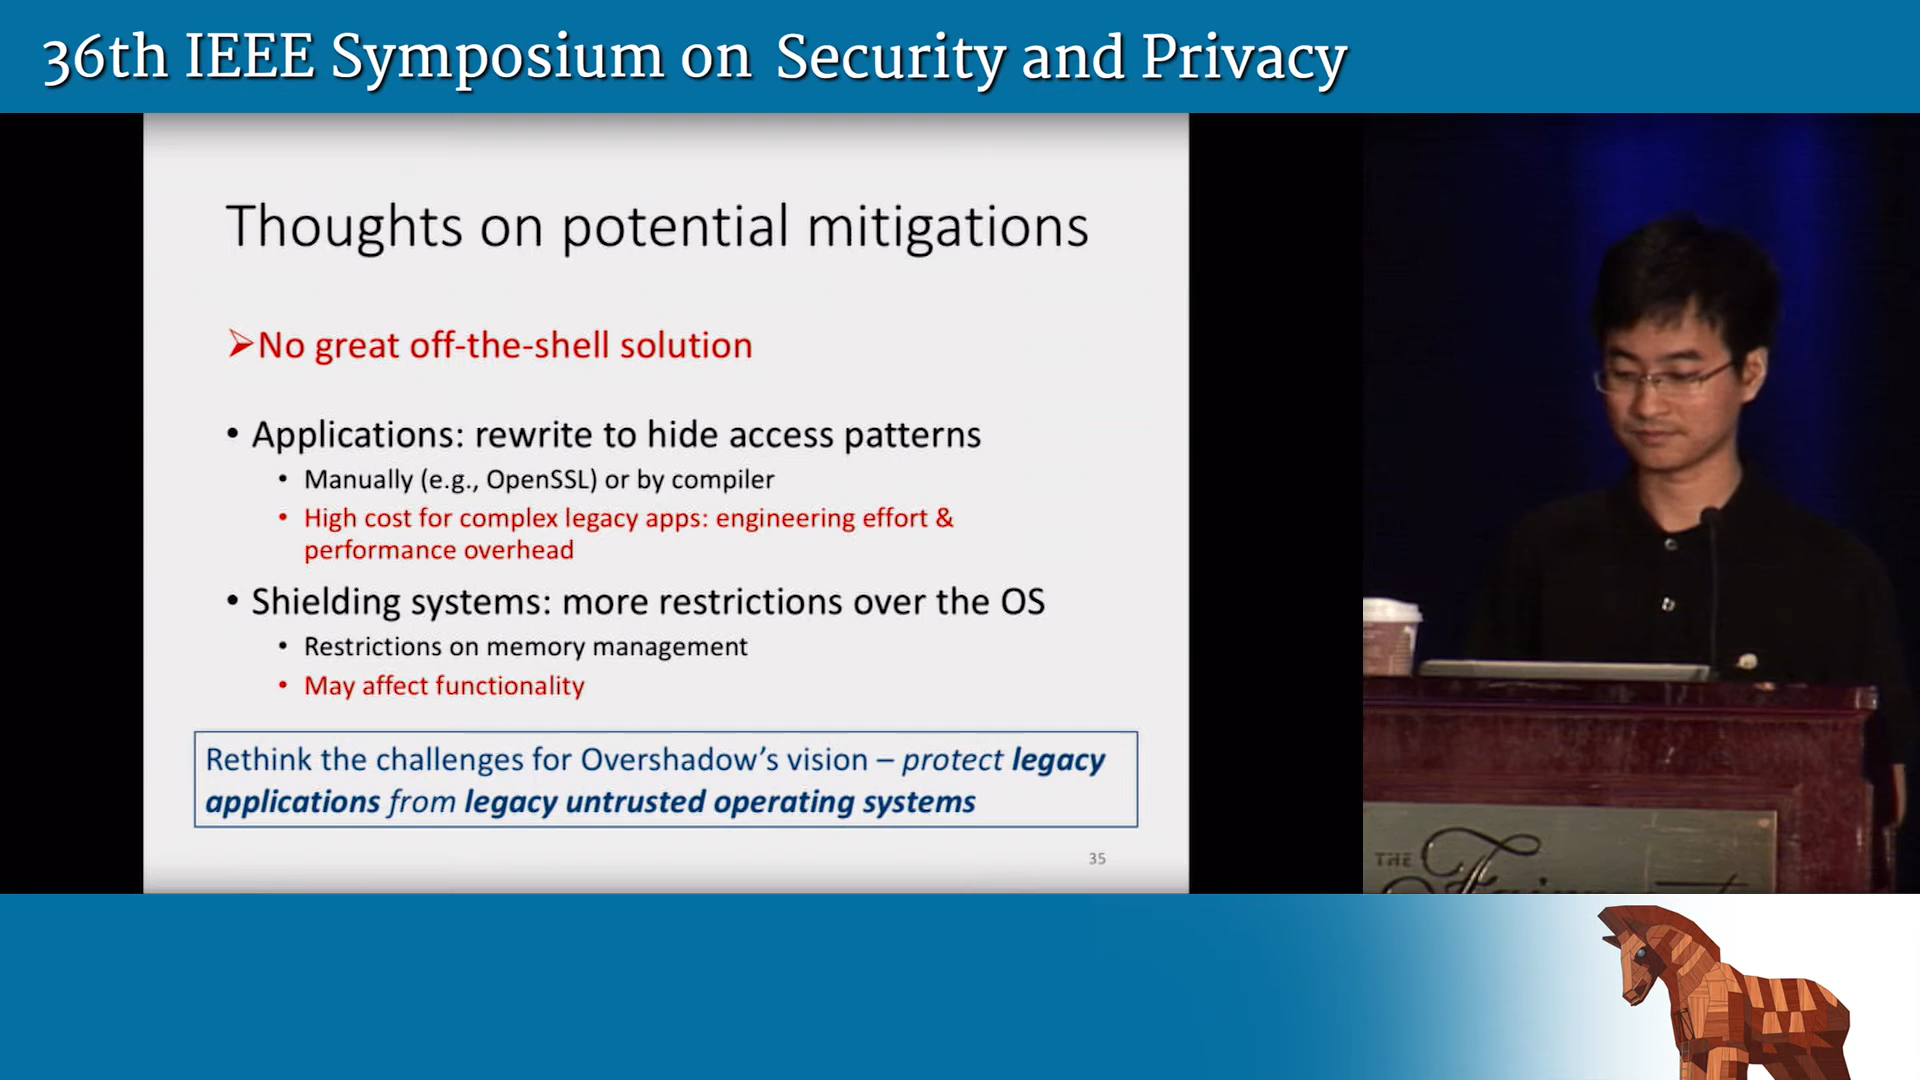 36th IEEE Symposium on Security and Privacy
Thoughts on potential mitigations
➢No great off-the-shell solution
• Applications: rewrite to hide access patterns
• Manually (e.g., OpenSSL) or by compiler
• High cost for complex legacy apps: engineering effort &
performance overhead
• Shielding systems: more restrictions over the OS
• Restrictions on memory management
• May affect functionality
Rethink the challenges for Overshadow’s vision – protect legacy
applications from legacy untrusted operating systems
35
THE